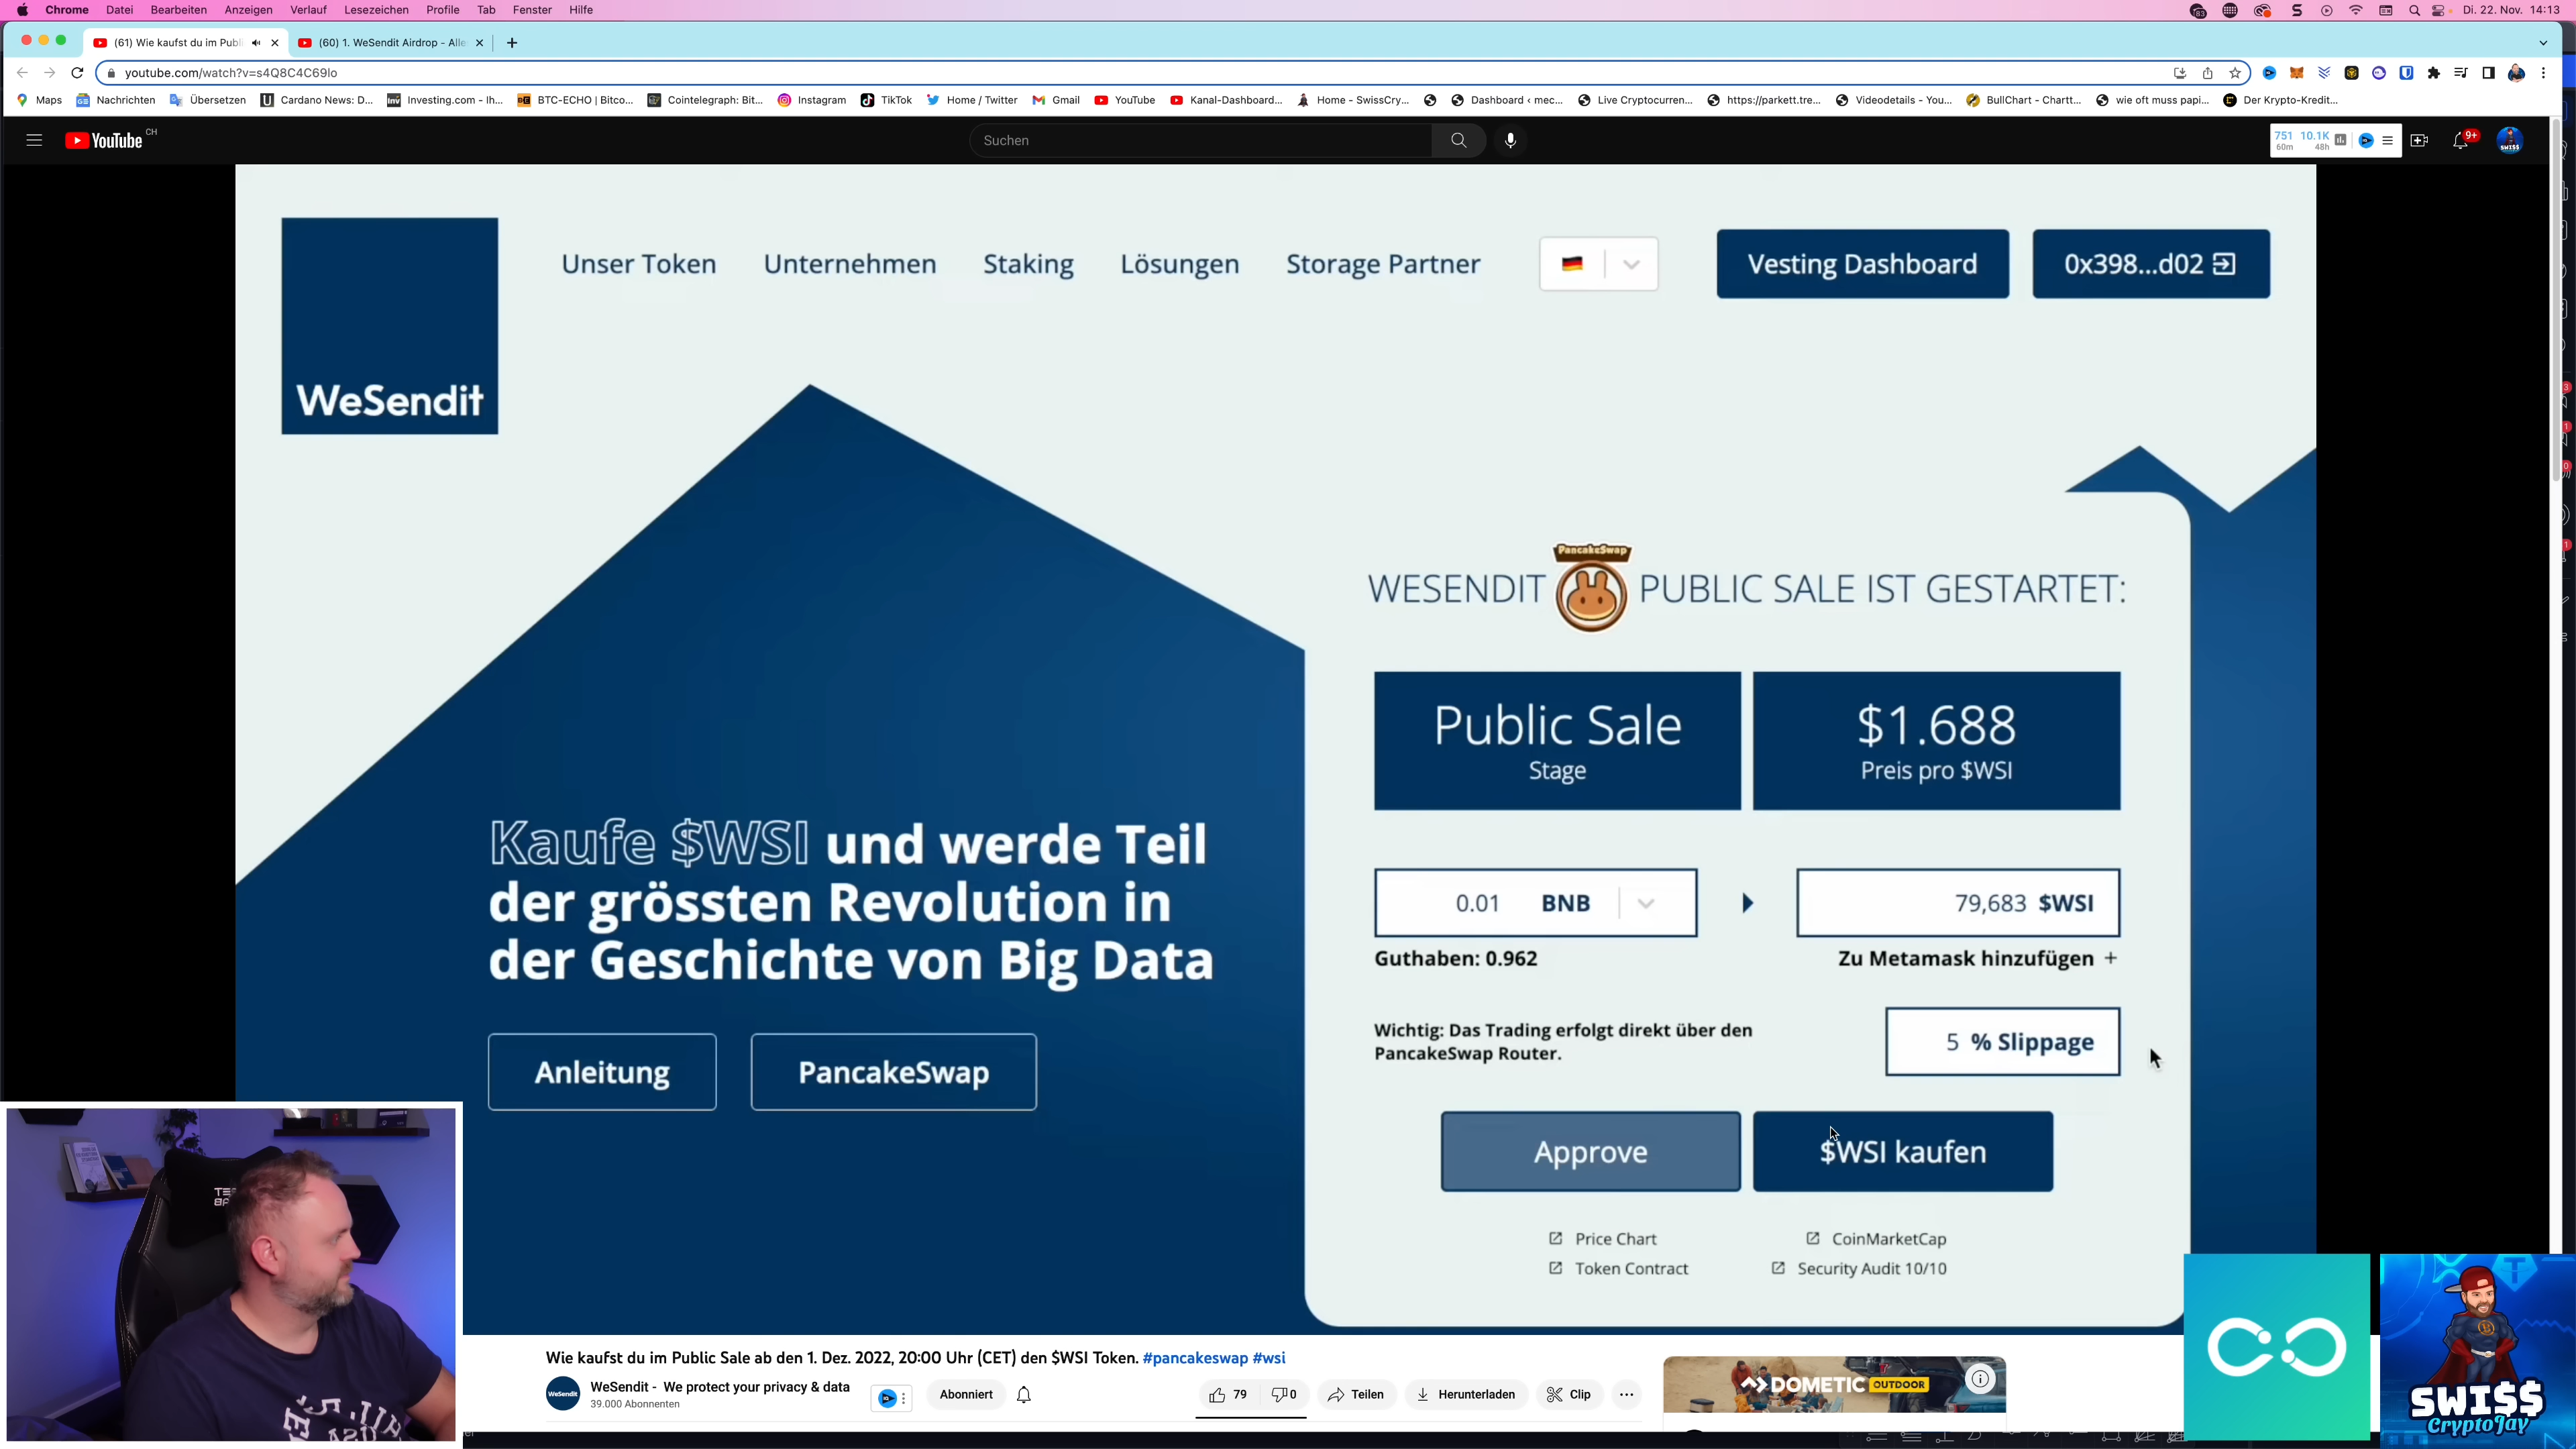 Chrome Datei Bearbeiten Anzeigen Verlauf Lesezeichen Profile Tab Fenster Hilfe
Di. 22. Nov. 14:13
(61) Wie kaufst du im Publ
(60) 1. WeSendit Airdrop - Alle
youtube.com/watch?v=s4Q8C4C69lo
Maps Nachrichten Übersetzen Cardano News: D... Investing.com - Ih... BTC-ECHO | Bitco... Cointelegraph: Bit... Instagram TikTok Home / Twitter Gmail YouTube Kanal-Dashboard... Home - SwissCry... Dashboard ‹ mec... Live Cryptocurren... https://parkett.tre... Videodetails - You... BullChart - Chartt... wie oft muss papi... Der Krypto-Kredit...
YouTube CH
Suchen
751 10.1K
60m 48h
9+
WeSendit
Unser Token Unternehmen Staking Lösungen Storage Partner
Vesting Dashboard
0x398...d02
WESENDIT PancakeSwap PUBLIC SALE IST GESTARTET:
Public Sale
Stage
$1.688
Preis pro $WSI
Kaufe $WSI und werde Teil
der grössten Revolution in
der Geschichte von Big Data
Anleitung
PancakeSwap
0.01 BNB
79,683 $WSI
Guthaben: 0.962
Zu Metamask hinzufügen +
Wichtig: Das Trading erfolgt direkt über den
PancakeSwap Router.
5 % Slippage
Approve
$WSI kaufen
Price Chart
CoinMarketCap
Token Contract
Security Audit 10/10
Wie kaufst du im Public Sale ab den 1. Dez. 2022, 20:00 Uhr (CET) den $WSI Token. #pancakeswap #wsi
WeSendit
WeSendit - We protect your privacy & data
39.000 Abonnenten
Abonniert
79
0
Teilen
Herunterladen
Clip
DOMETIC OUTDOOR
SWI$$
CryptoJay